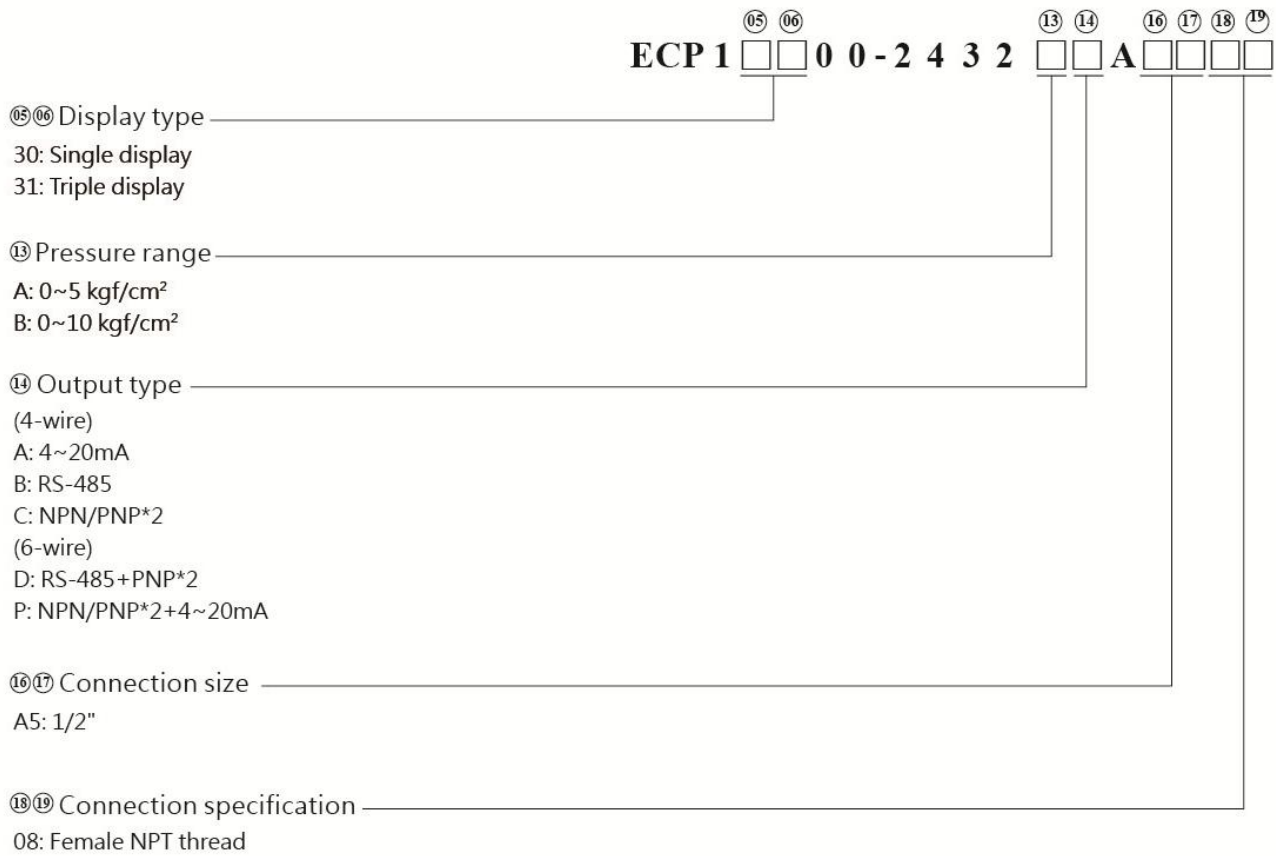 ⑤⑥ ⑬ ⑭ ⑯ ⑰ ⑱ ⑲
ECP 1 □□ 0 0 - 2 4 3 2 □□ A □□□□
⑤⑥ Display type
30: Single display
31: Triple display
⑬ Pressure range
A: 0~5 kgf/cm²
B: 0~10 kgf/cm²
⑭ Output type
(4-wire)
A: 4~20mA
B: RS-485
C: NPN/PNP*2
(6-wire)
D: RS-485+PNP*2
P: NPN/PNP*2+4~20mA
⑯⑰ Connection size
A5: 1/2"
⑱⑲ Connection specification
08: Female NPT thread